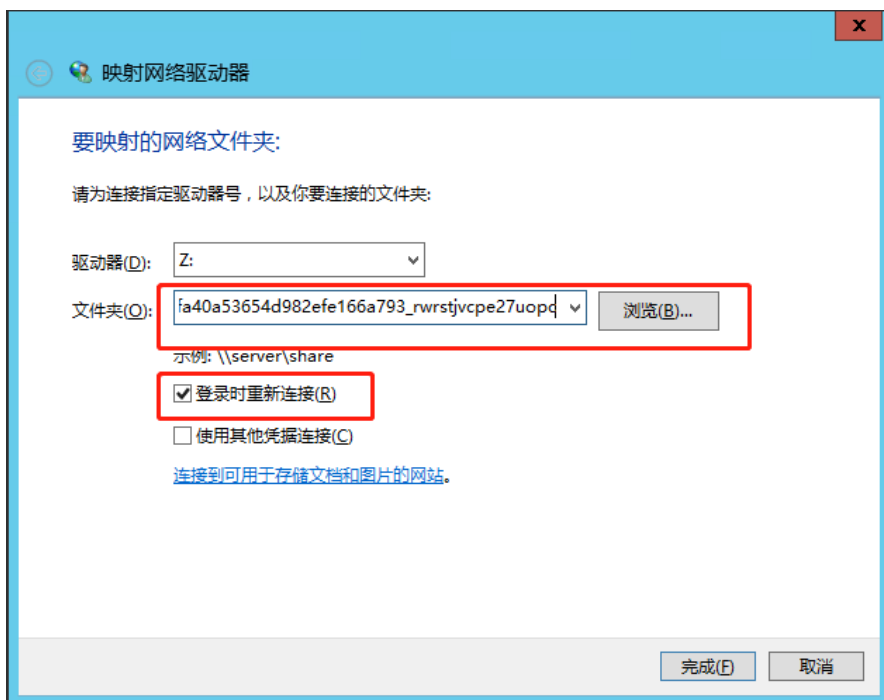 x
映射网络驱动器
要映射的网络文件夹:
请为连接指定驱动器号，以及你要连接的文件夹:
驱动器(D): Z:
文件夹(O): fa40a53654d982efe166a793_rwrstjvcpe27uopc 浏览(B)...
示例: \\server\share
登录时重新连接(R)
使用其他凭据连接(C)
连接到可用于存储文档和图片的网站。
完成(F) 取消